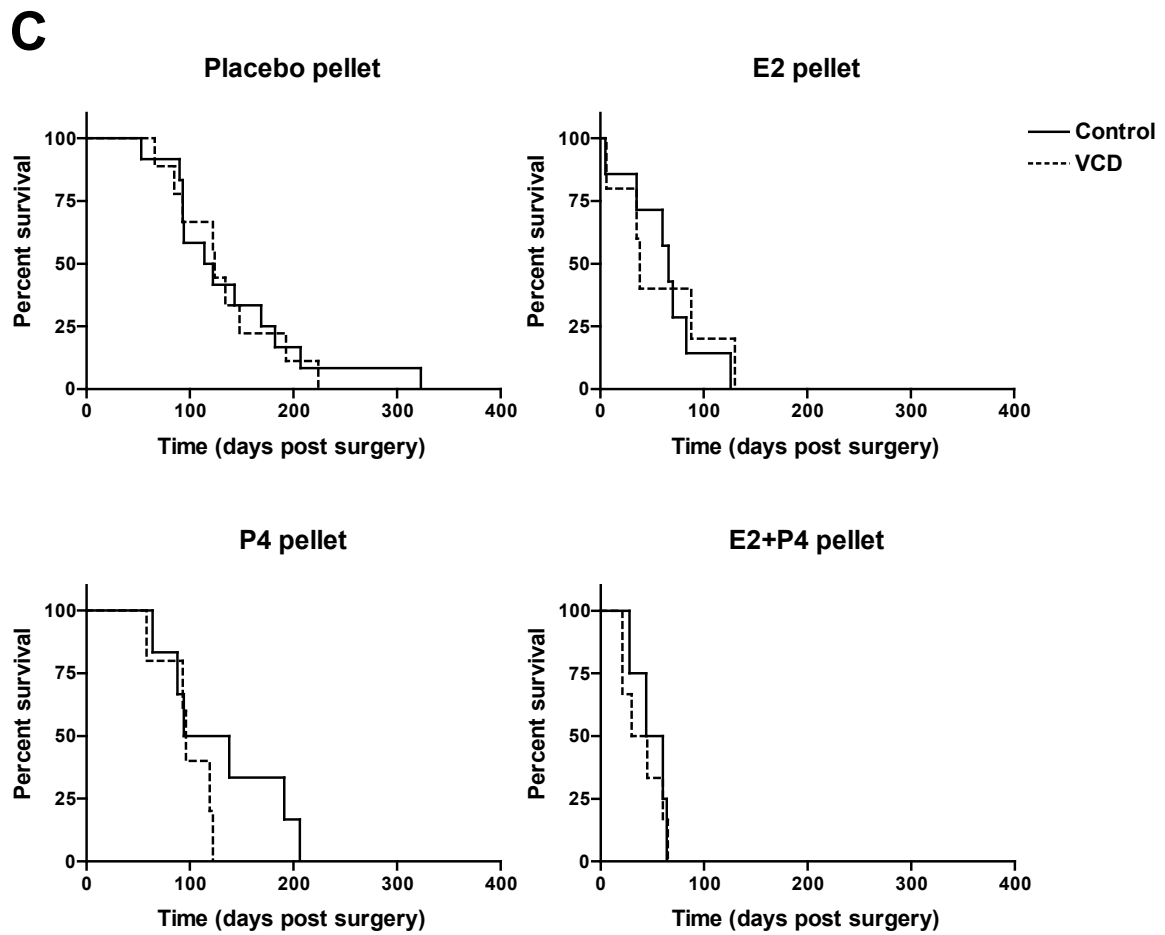 C
Placebo pellet
Percent survival
100
75
50
25
0
0 100 200 300 400
Time (days post surgery)
E2 pellet
Percent survival
100
75
50
25
0
0 100 200 300 400
Time (days post surgery)
Control
VCD
P4 pellet
Percent survival
100
75
50
25
0
0 100 200 300 400
Time (days post surgery)
E2+P4 pellet
Percent survival
100
75
50
25
0
0 100 200 300 400
Time (days post surgery)